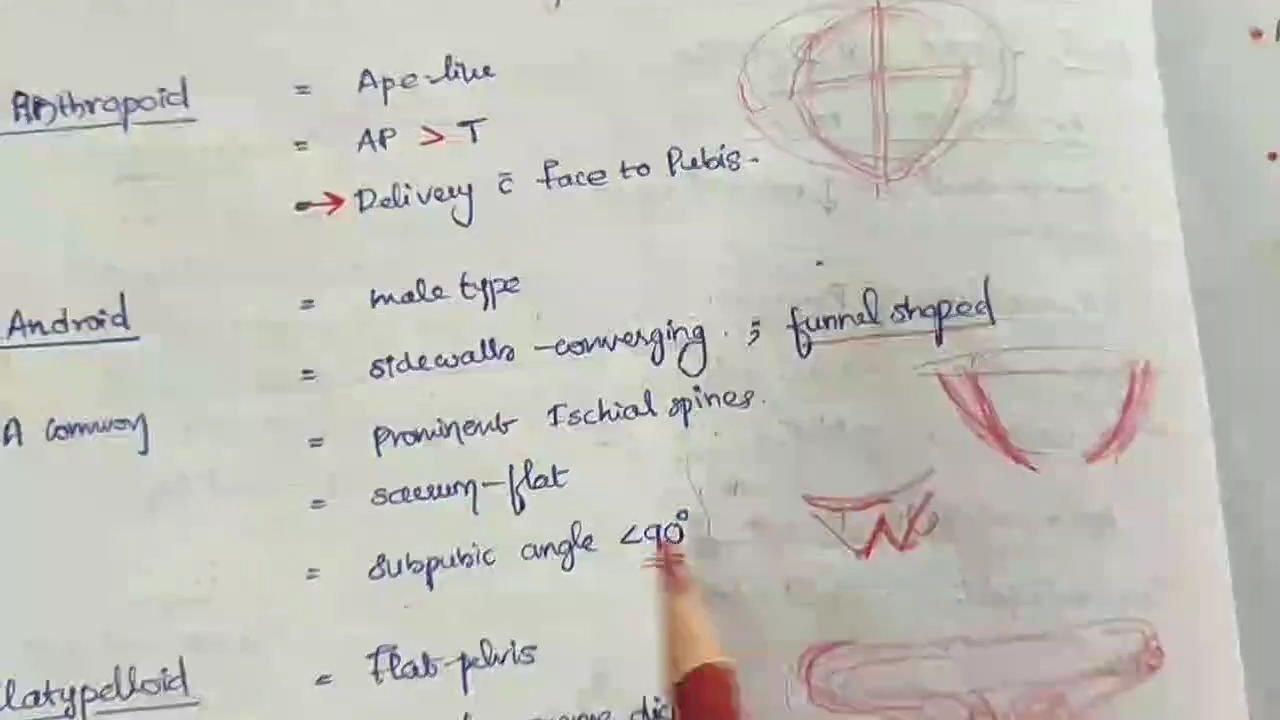 Anthropoid = Ape-like
= AP > T
→ Delivery c̄ face to Pubis.
Android = male type
= sidewalls - converging ; funnel shaped
A = prominent Ischial spines.
= sacrum - flat
= subpubic angle <90°
latypelloid = Flat-pelvis